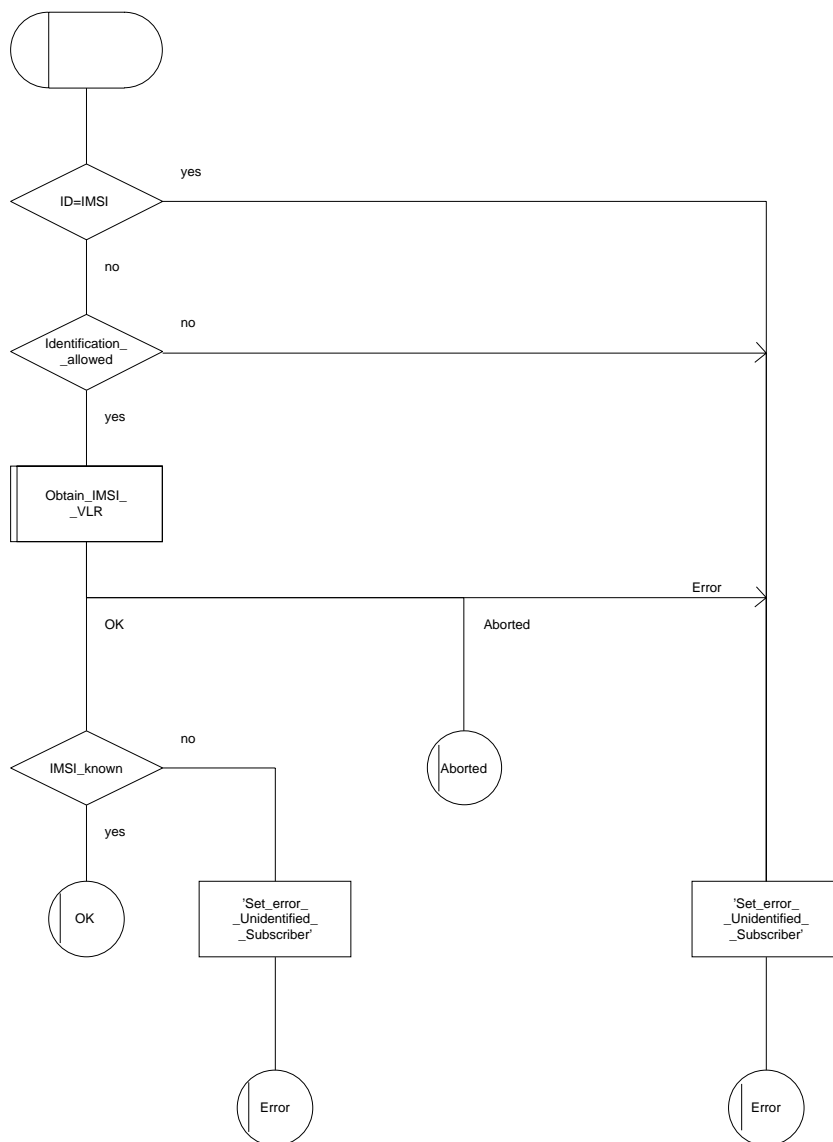 yes
ID=IMSI
no
no
Identification_
_allowed
yes
Obtain_IMSI_
_VLR
Error
OK
Aborted
no
IMSI_known
Aborted
yes
OK
'Set_error_
_Unidentified_
_Subscriber'
'Set_error_
_Unidentified_
_Subscriber'
Error
Error